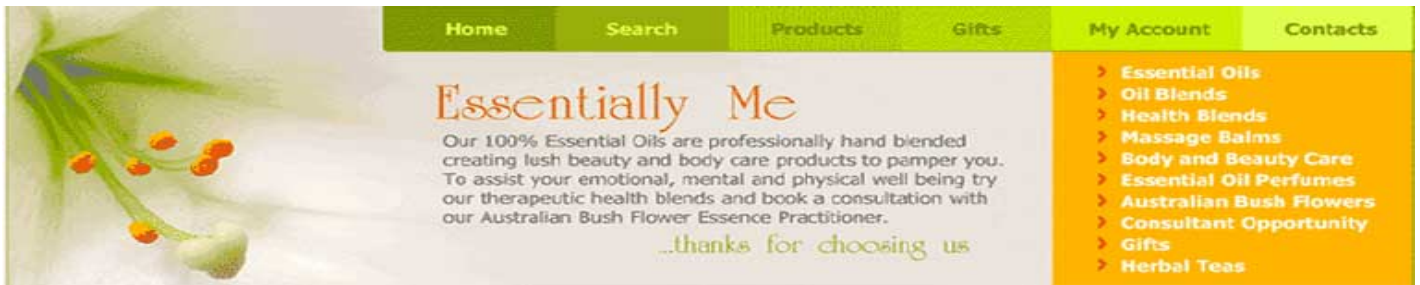 Home Search Products Gifts My Account Contacts
Essentially Me
Our 100% Essential Oils are professionally hand blended
creating lush beauty and body care products to pamper you.
To assist your emotional, mental and physical well being try
our therapeutic health blends and book a consultation with
our Australian Bush Flower Essence Practitioner.
...thanks for choosing us
Essential Oils
Oil Blends
Health Blends
Massage Balms
Body and Beauty Care
Essential Oil Perfumes
Australian Bush Flowers
Consultant Opportunity
Gifts
Herbal Teas